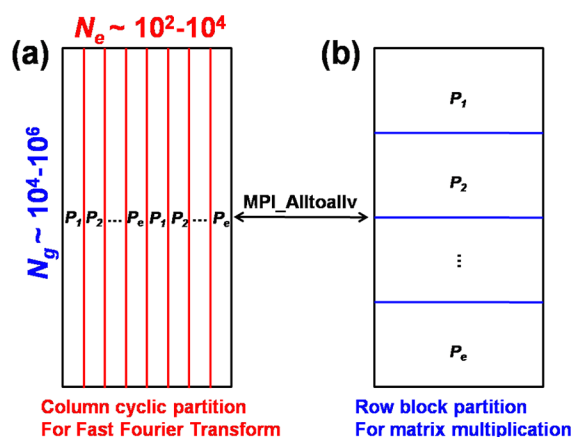 Nₑ ~ 10²-10⁴
(a)
(b)
N_g ~ 10⁴-10⁶
P₁ P₂ ... Pₑ P₁ P₂ ... Pₑ
MPI_Alltoallv
P₁
P₂
⋮
Pₑ
Column cyclic partition
For Fast Fourier Transform
Row block partition
For matrix multiplication